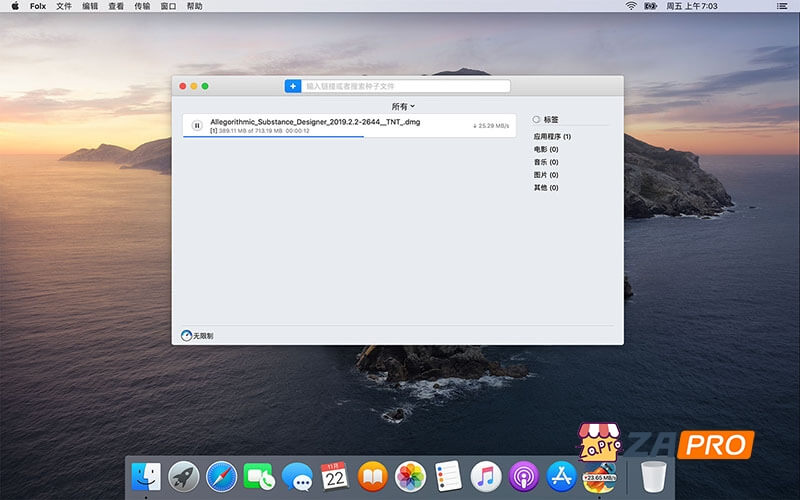 Folx 文件 编辑 查看 传输 窗口 帮助 周五 上午7:03
输入链接或者搜索种子文件
所有
Allegorithmic_Substance_Designer_2019.2.2-2644__TNT_.dmg
[1] 389.11 MB of 713.19 MB 00:00:12
↓ 25.29 MB/s
标签
应用程序 (1)
电影 (0)
音乐 (0)
图片 (0)
其他 (0)
无限制
ZaPro
ZAPRO
11月
22
+23.65 MB/s